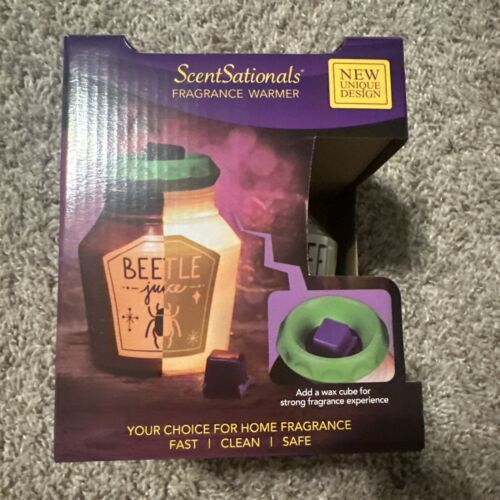 ScentSationals®
FRAGRANCE WARMER
NEW
UNIQUE
DESIGN
BEETLE
juice
Add a wax cube for
strong fragrance experience
YOUR CHOICE FOR HOME FRAGRANCE
FAST | CLEAN | SAFE